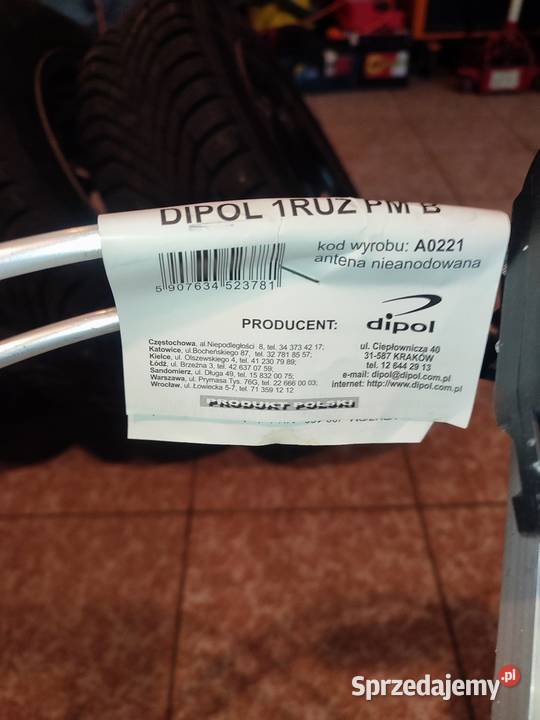 DIPOL 1RUZ PM B
kod wyrobu: A0221
antena nieanodowana
5 907634 523781
PRODUCENT:
dipol
Częstochowa, al.Niepodległości 8, tel. 34 373 42 17;
Katowice, ul.Bocheńskiego 87, tel. 32 781 85 57;
Kielce, ul. Olszewskiego 4, tel. 41 230 79 89;
Łódź, ul. Brzeźna 3, tel. 42 637 07 59;
Sandomierz, ul. Długa 49, tel. 15 832 00 75;
Warszawa, ul. Prymasa Tys. 76G, tel. 22 666 00 03;
Wrocław, ul. Łowiecka 5-7, tel. 71 359 12 12
ul. Ciepłownicza 40
31-587 KRAKÓW
tel. 12 644 29 13
e-mail: dipol@dipol.com.pl
internet: http://www.dipol.com.pl
PRODUKT POLSKI
Sprzedajemy.pl